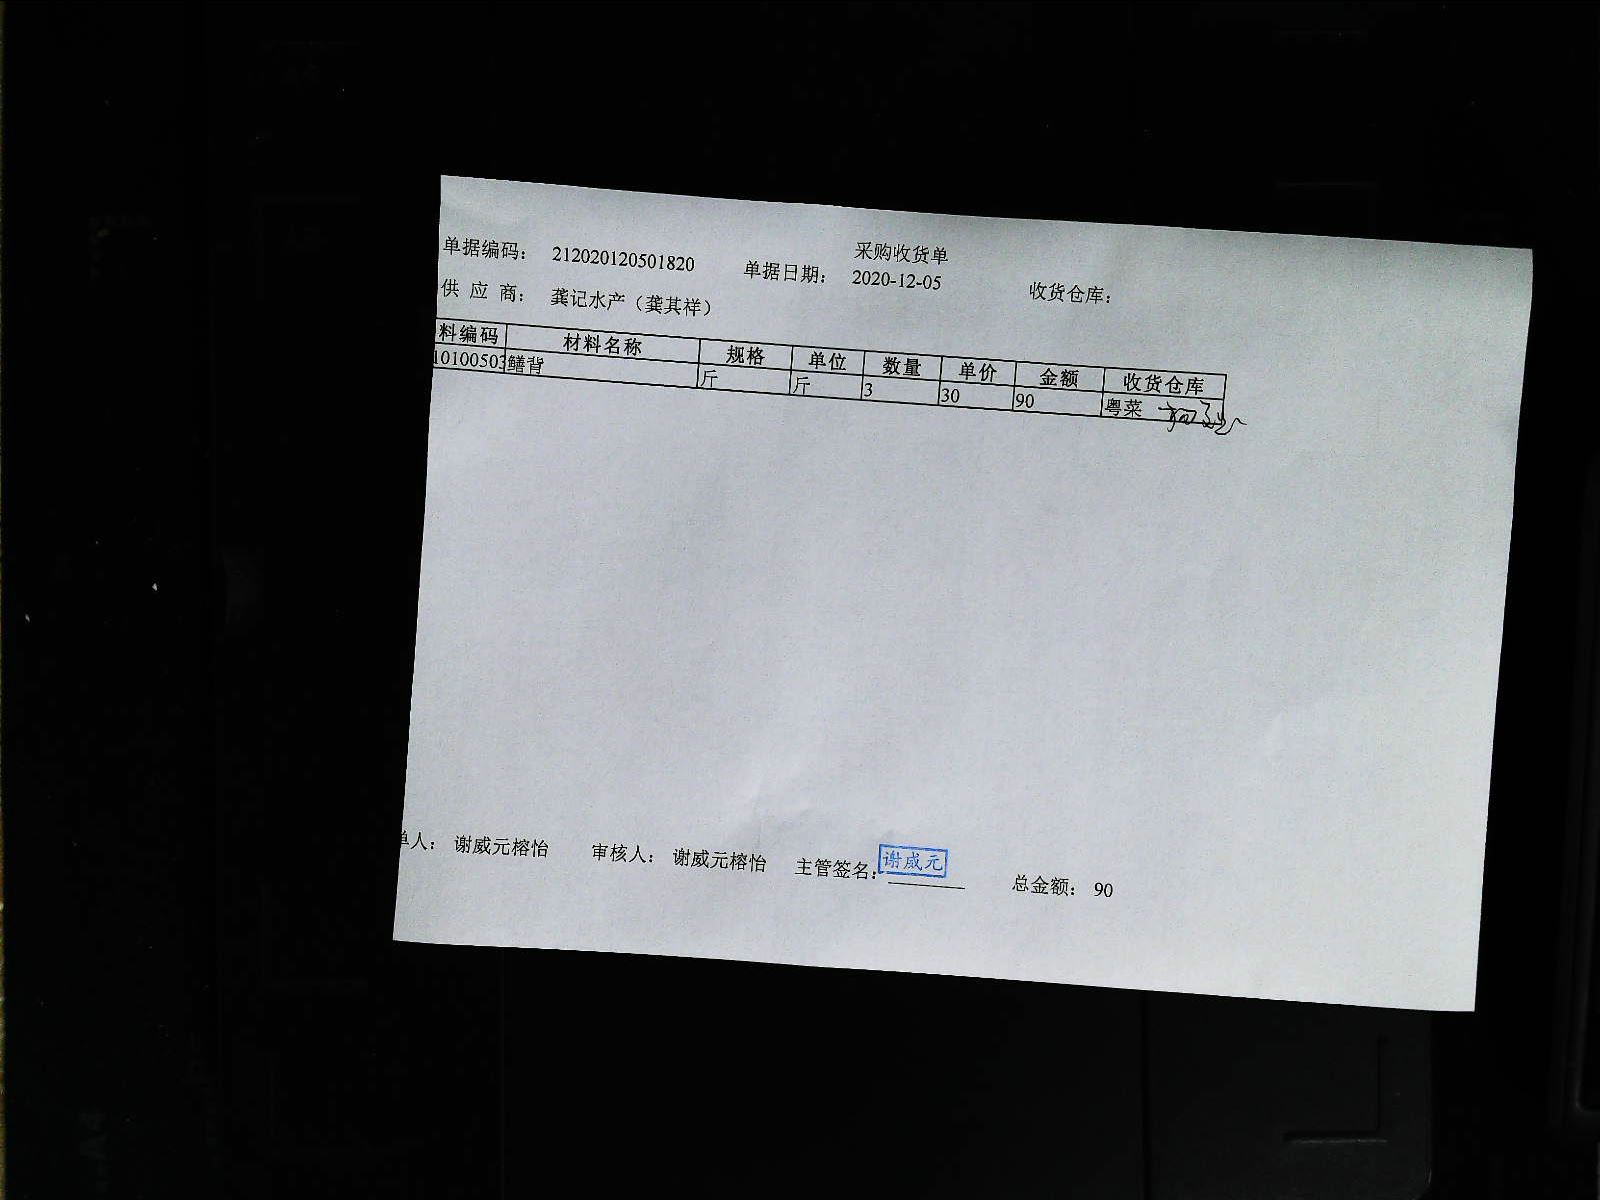 采购收货单
单据编码： 212020120501820 单据日期： 2020-12-05 收货仓库：
供 应 商： 龚记水产（龚其祥）
料编码 材料名称 规格 单位 数量 单价 金额 收货仓库
10100503 鳝背 斤 斤 3 30 90 粤菜
单人： 谢威元榕怡 审核人： 谢威元榕怡 主管签名： 谢威元 总金额： 90